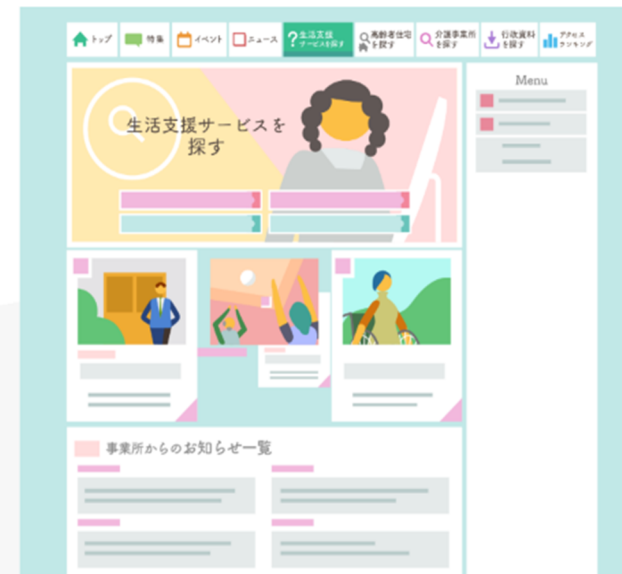 トップ
特集
イベント
ニュース
生活支援
サービスを探す
高齢者住宅
を探す
介護事業所
を探す
行政資料
を探す
アクセス
ランキング
Menu
生活支援サービスを
探す
事業所からのお知らせ一覧